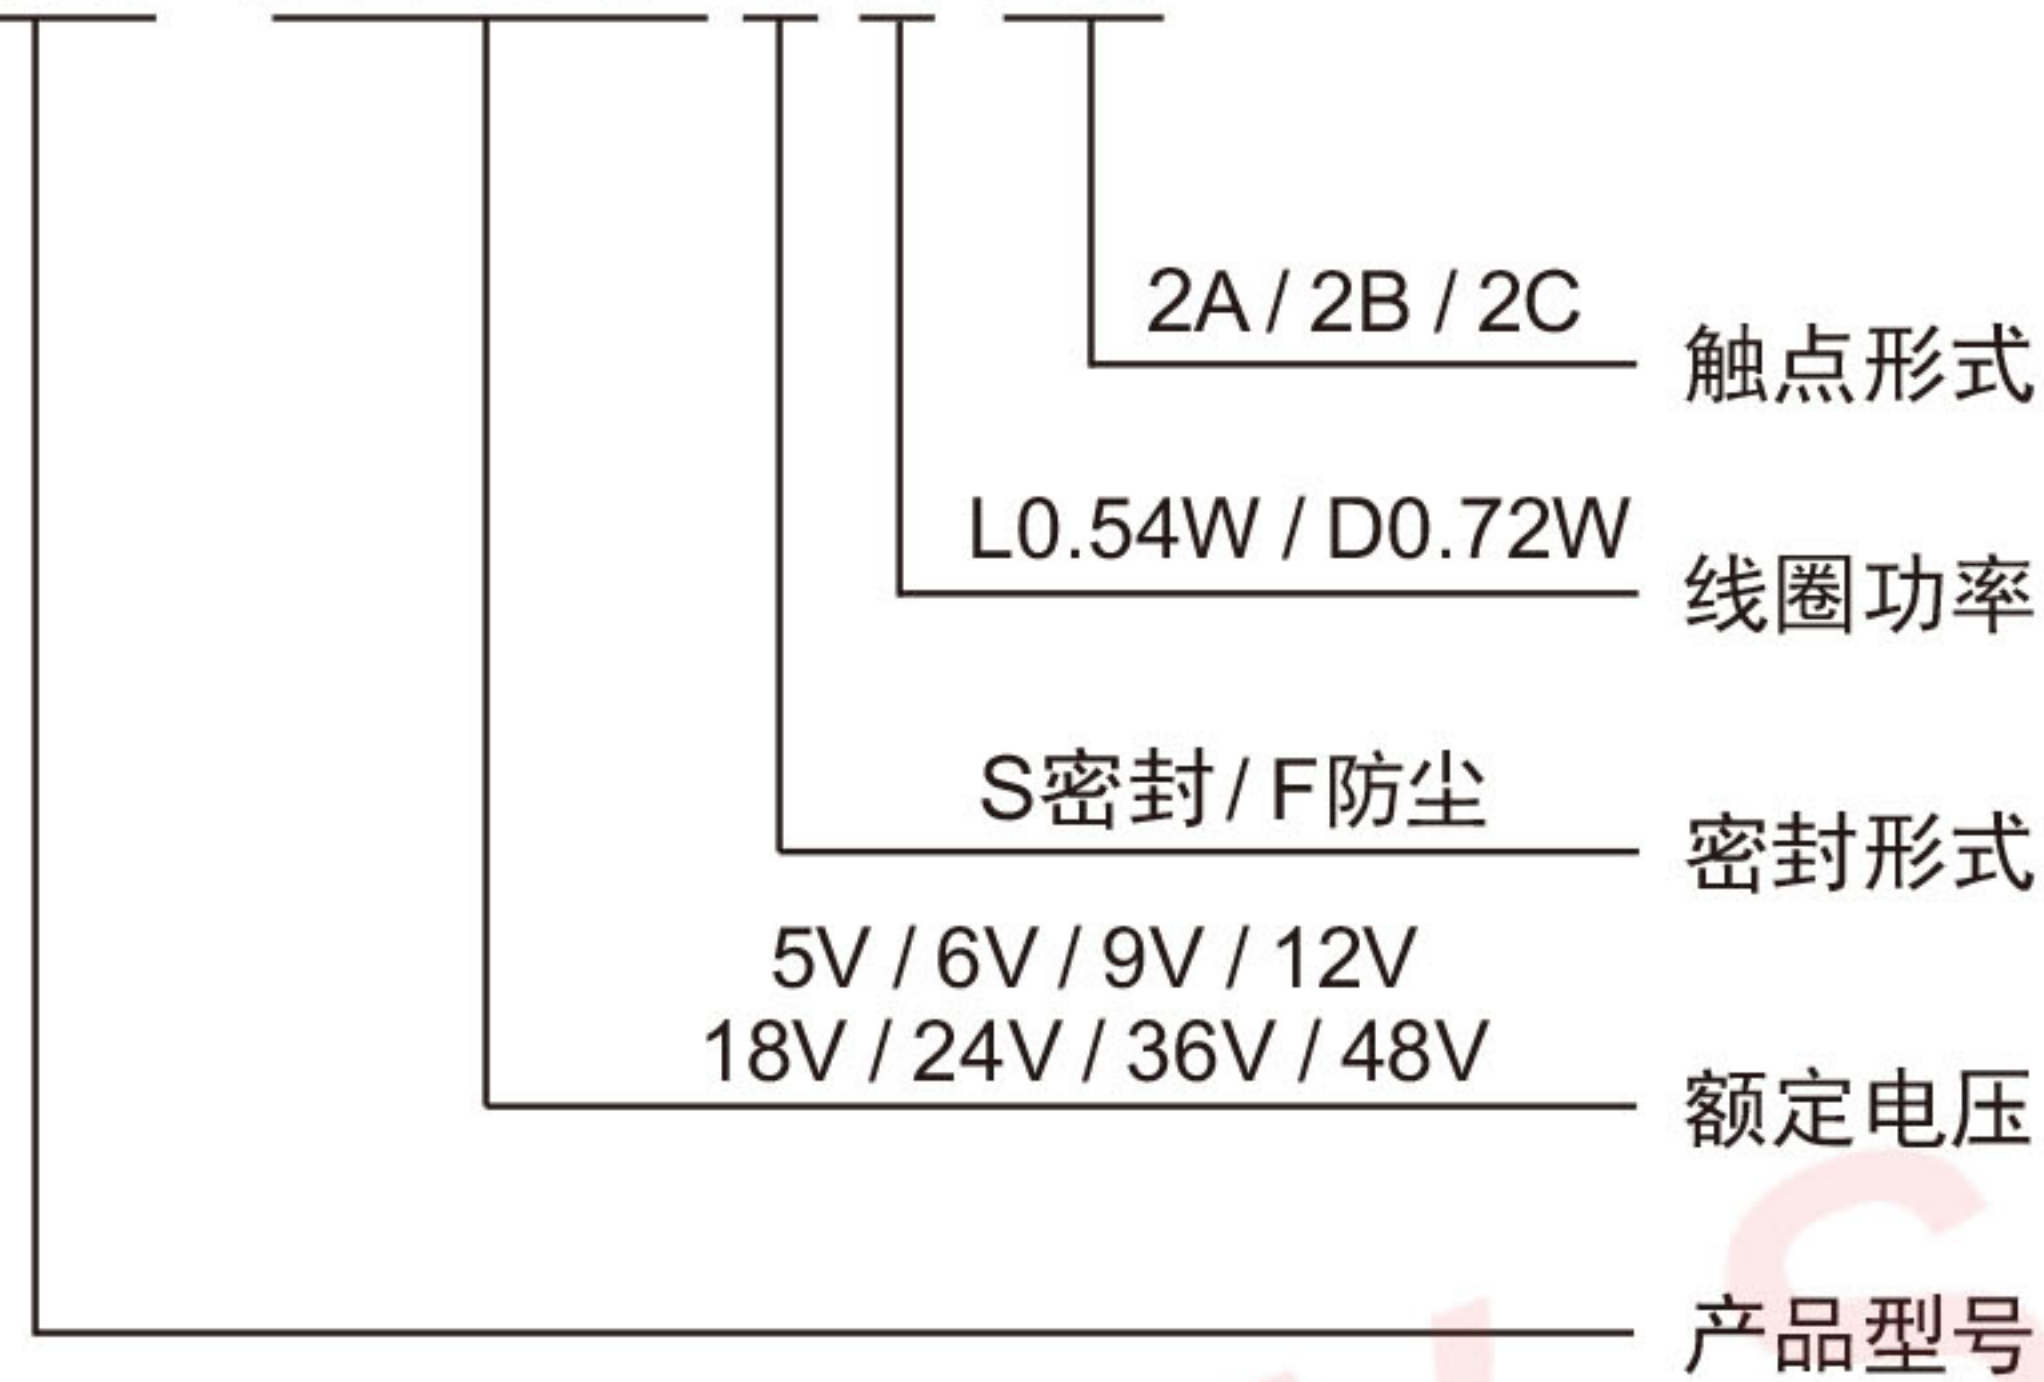 2A / 2B / 2C
触点形式
L0.54W / D0.72W
线圈功率
S密封 / F防尘
密封形式
5V / 6V / 9V / 12V
18V / 24V / 36V / 48V
额定电压
产品型号